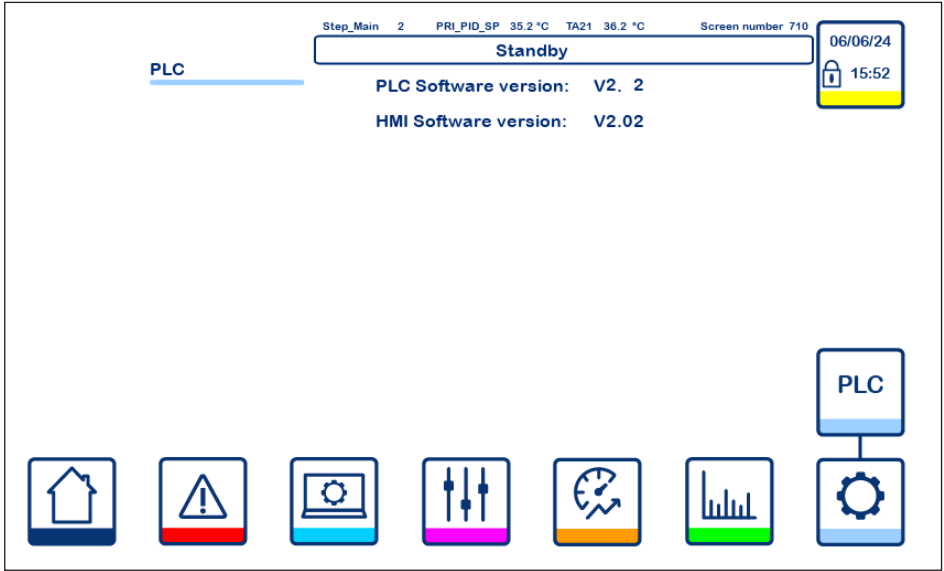 Step_Main 2 PRI_PID_SP 35.2 °C TA21 36.2 °C Screen number 710
Standby
06/06/24
15:52
PLC
PLC Software version: V2. 2
HMI Software version: V2.02
PLC